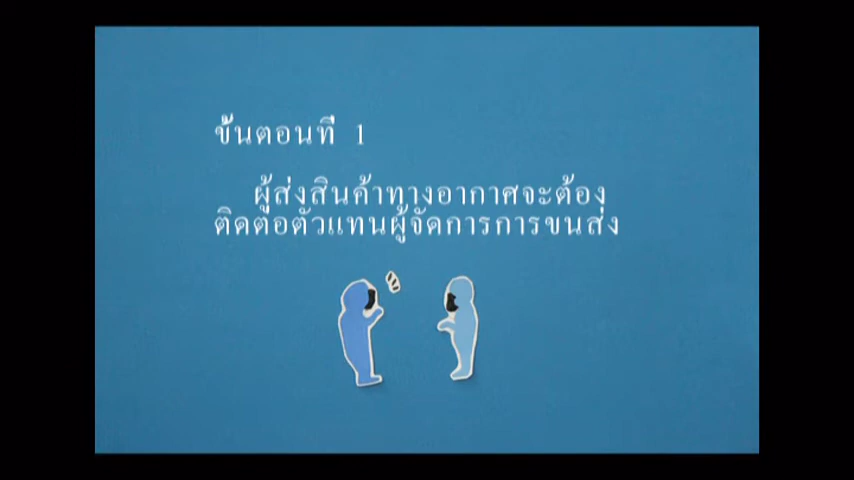 ขั้นตอนที่ 1
ผู้ส่งสินค้าทางอากาศจะต้อง
ติดต่อตัวแทนผู้จัดการการขนส่ง